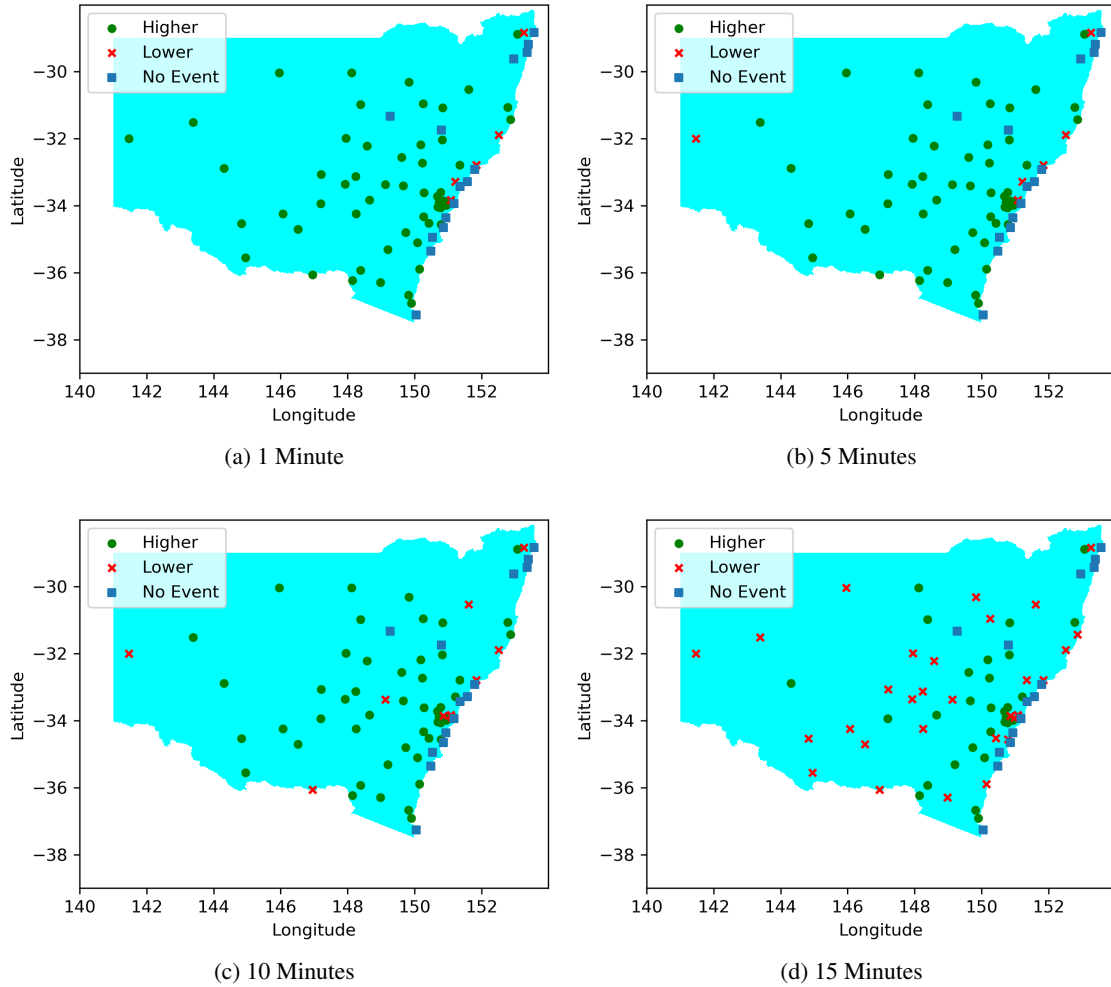 Higher
Lower
No Event
−30
−32
−34
−36
−38
Latitude
140 142 144 146 148 150 152
Longitude
(a) 1 Minute
Higher
Lower
No Event
−30
−32
−34
−36
−38
Latitude
140 142 144 146 148 150 152
Longitude
(b) 5 Minutes
Higher
Lower
No Event
−30
−32
−34
−36
−38
Latitude
140 142 144 146 148 150 152
Longitude
(c) 10 Minutes
Higher
Lower
No Event
−30
−32
−34
−36
−38
Latitude
140 142 144 146 148 150 152
Longitude
(d) 15 Minutes